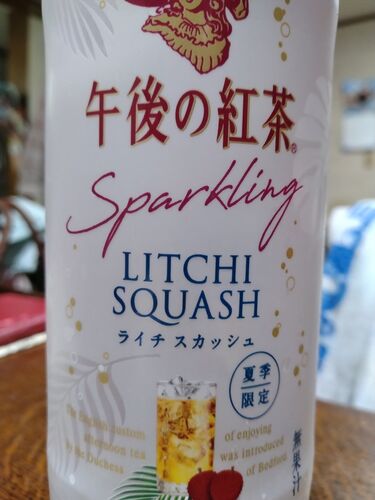 午後の紅茶®
Sparkling
LITCHI
SQUASH
ライチ スカッシュ
夏季
限定
The English custom
afternoon tea
by the Duchess
of enjoying
was introduced
of Bedford.
無果汁